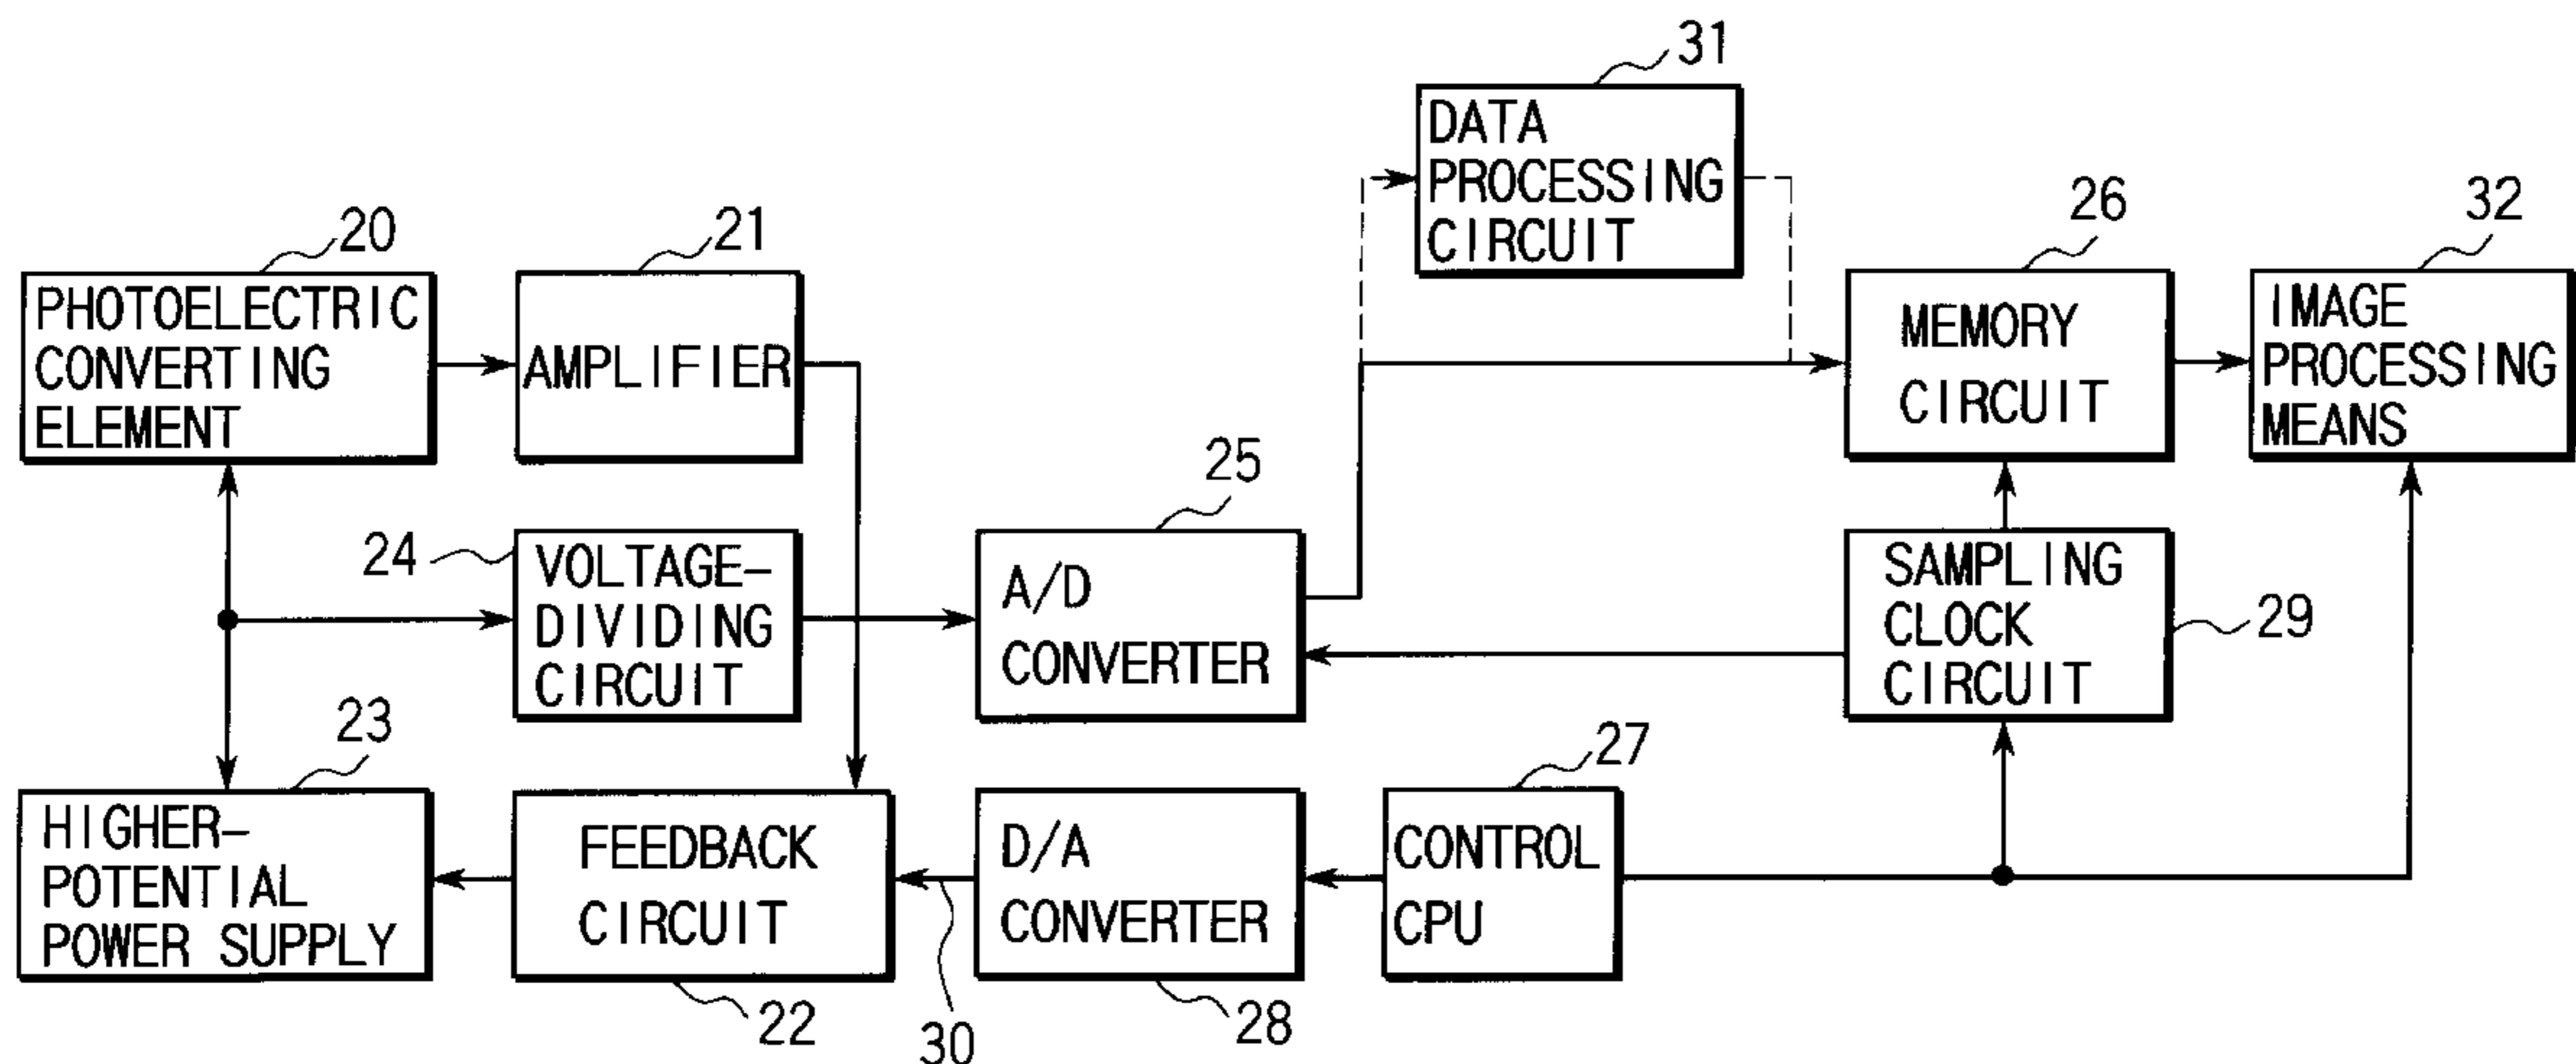 31
DATA
PROCESSING
CIRCUIT
20
PHOTOELECTRIC
CONVERTING
ELEMENT
21
AMPLIFIER
26
MEMORY
CIRCUIT
32
IMAGE
PROCESSING
MEANS
24
VOLTAGE-
DIVIDING
CIRCUIT
25
A/D
CONVERTER
SAMPLING
CLOCK
CIRCUIT
29
23
HIGHER-
POTENTIAL
POWER SUPPLY
FEEDBACK
CIRCUIT
22
30
D/A
CONVERTER
28
27
CONTROL
CPU